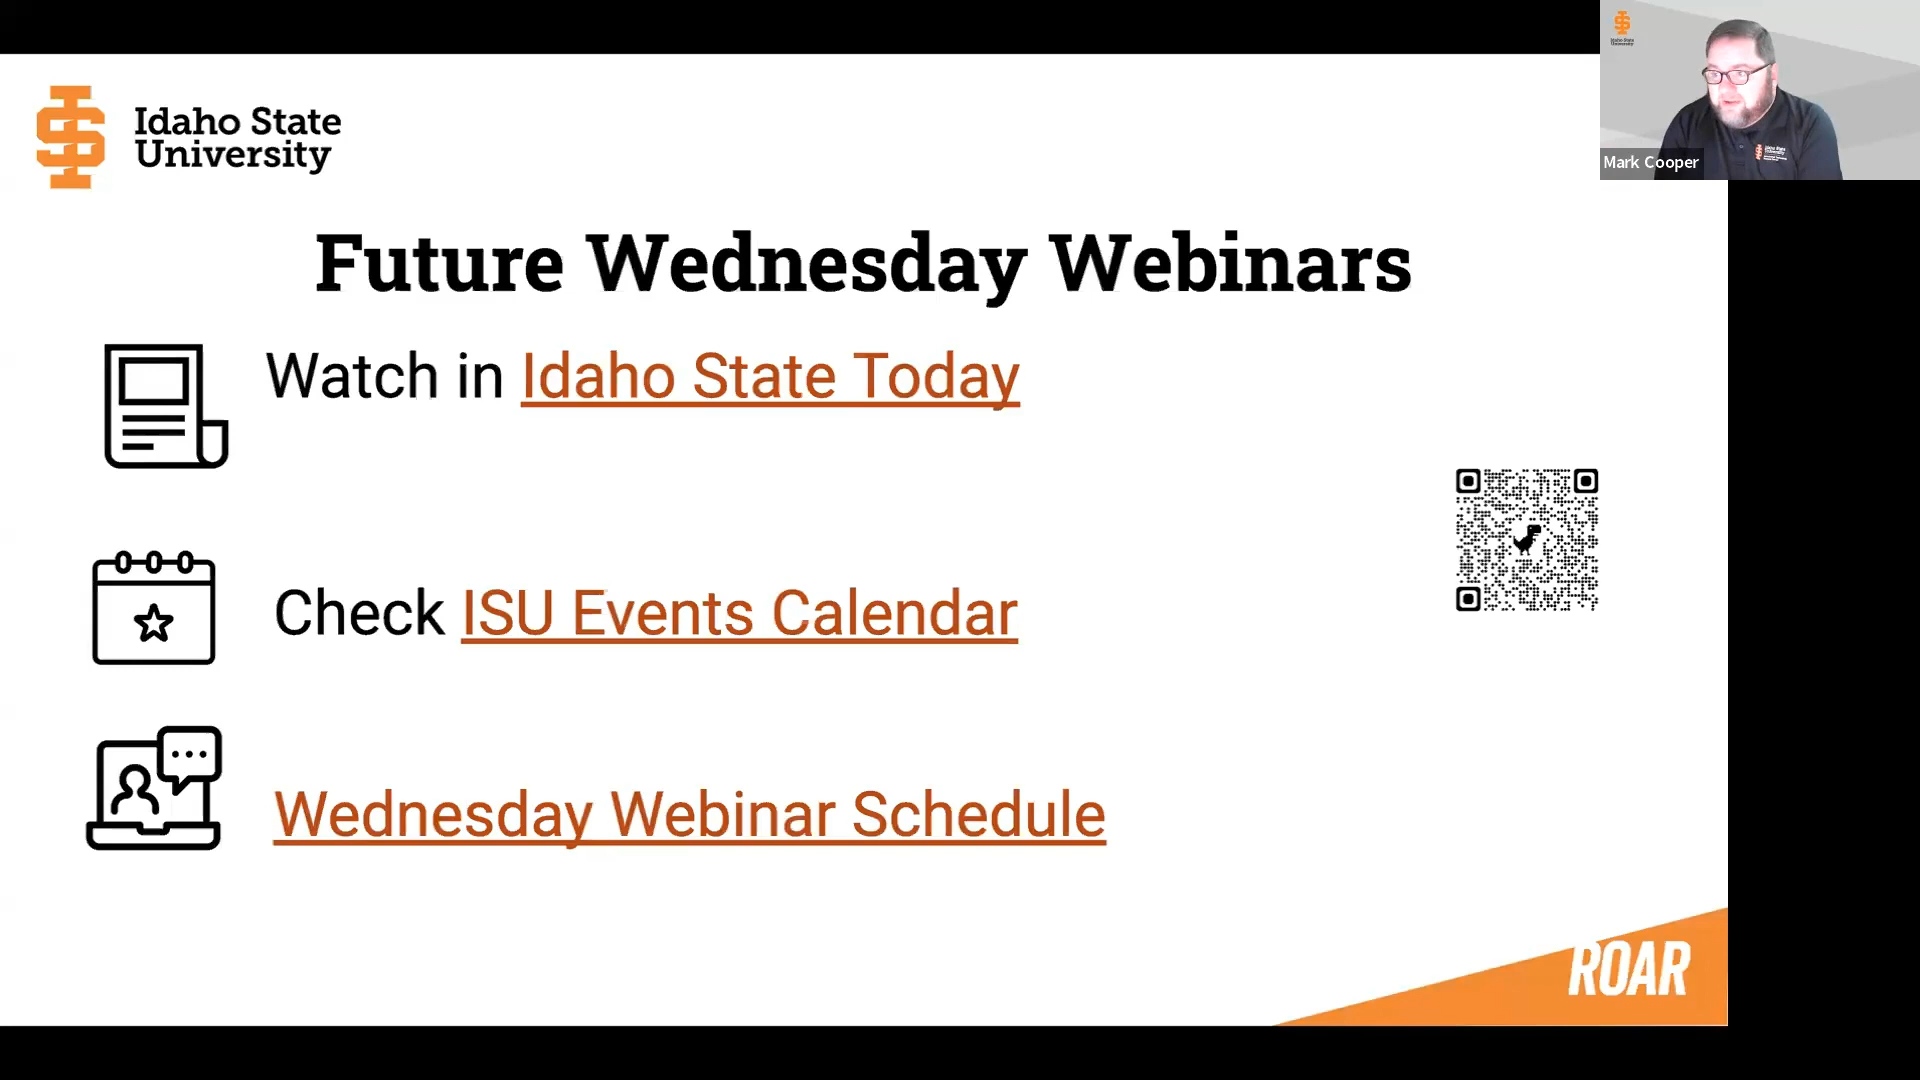 Idaho State
University
Mark Cooper
Future Wednesday Webinars
Watch in Idaho State Today
Check ISU Events Calendar
Wednesday Webinar Schedule
ROAR